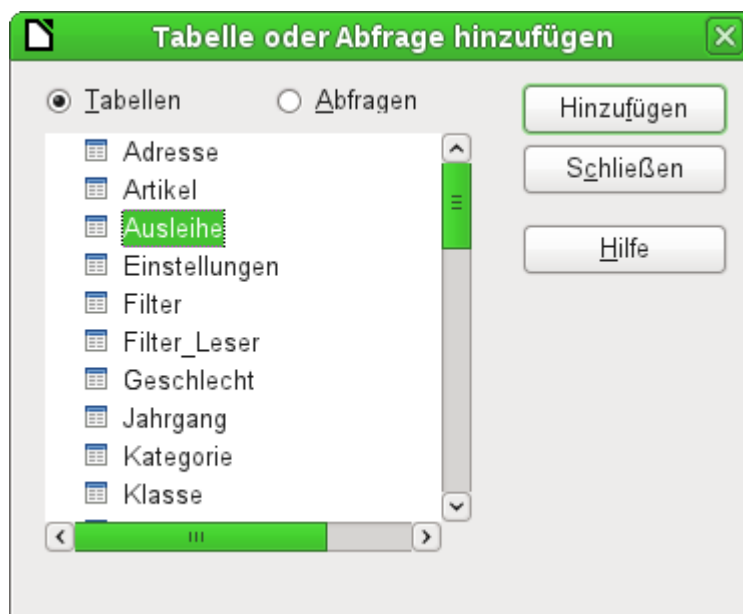 Tabelle oder Abfrage hinzufügen
Tabellen
Abfragen
Hinzufügen
Adresse
Schließen
Artikel
Ausleihe
Hilfe
Einstellungen
Filter
Filter_Leser
Geschlecht
Jahrgang
Kategorie
Klasse